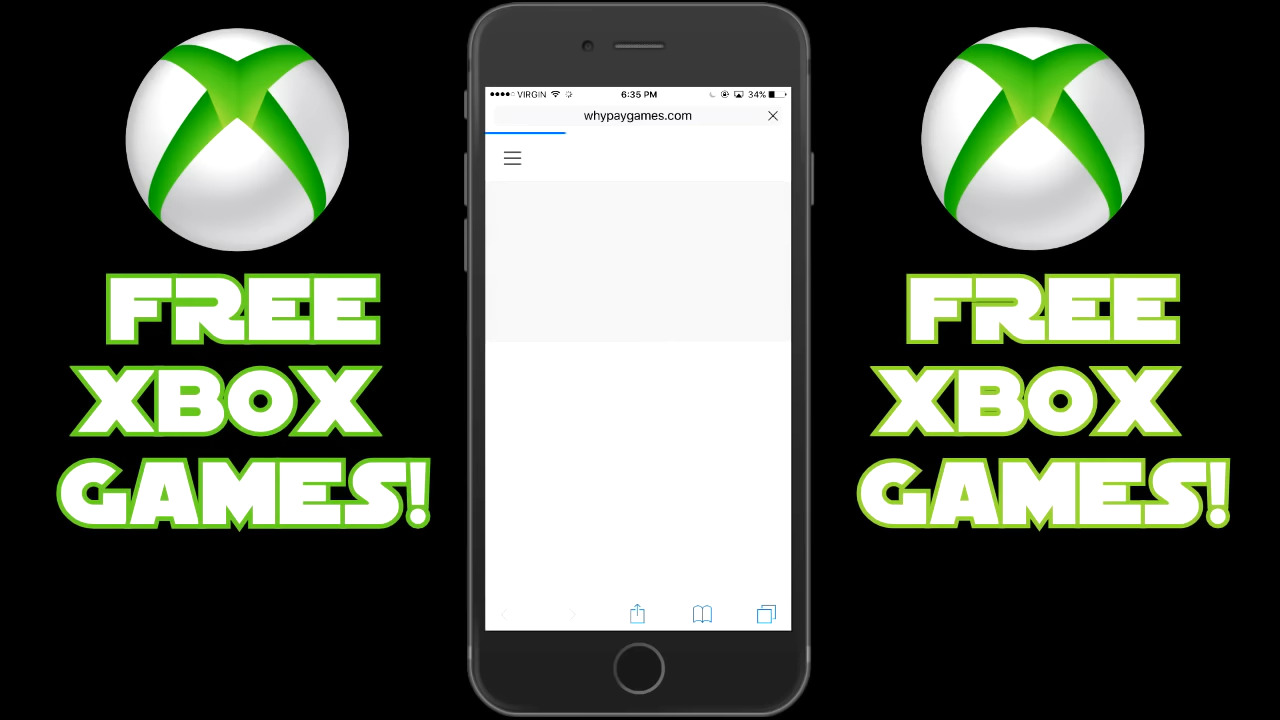 VIRGIN
6:35 PM
34%
whypaygames.com
FREE
XBOX
GAMES!
FREE
XBOX
GAMES!